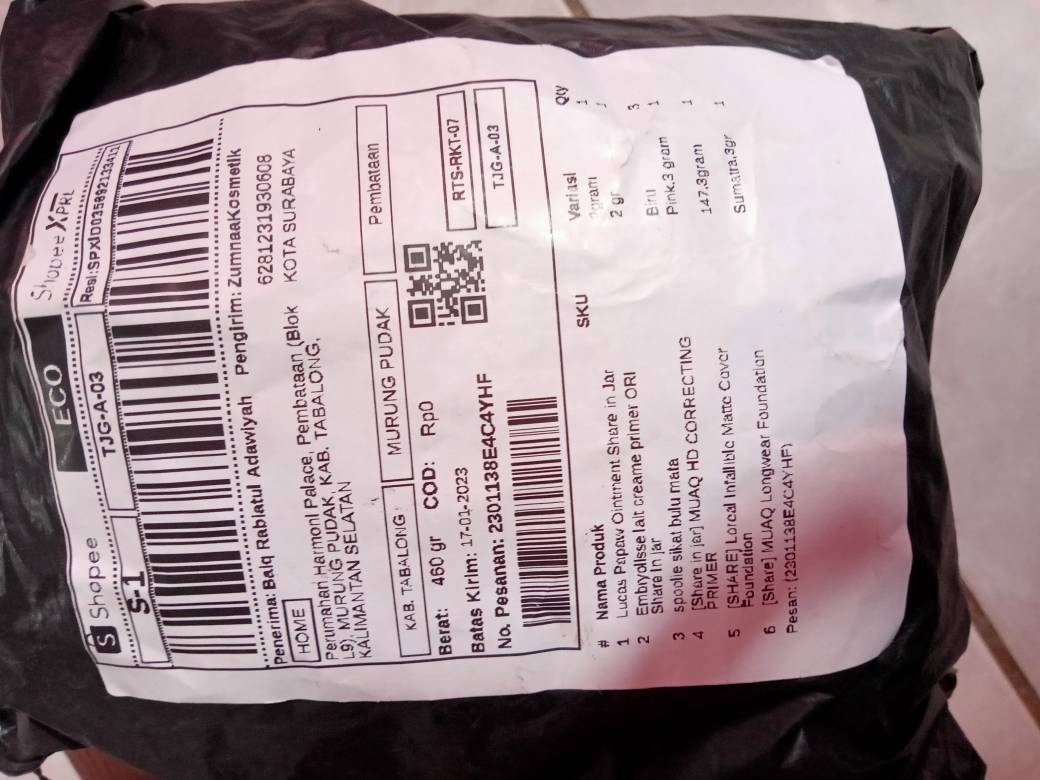 S Shopee ECO Shopee XPRESS
S-1 TJG-A-03 Resi:
Penerima: Baiq Rabiatul Adawiyah Pengirim: ZumnaaKosmetik
HOME 6281231930608
Perumahan Harmoni Palace, Pembataan (Blok KOTA SURABAYA
L9), MURUNG PUDAK, KAB. TABALONG,
KALIMANTAN SELATAN
KAB. TABALONG MURUNG PUDAK Pembataan
Berat: 460 gr COD: Rp0
Batas Kirim: 17-01-2023 RTS-RKT-07
No. Pesanan: 2301138E4C4YHF TJG-A-03
# Nama Produk SKU Variasi Qty
1 Lucas Papaw Ointment Share in Jar 3gram 1
2 Embryolisse lait creame primer ORI 2 gr 1
Share In Jar
3 spoolie sikat bulu mata Biru 3
4 [Share in jar] MUAQ HD CORRECTING Pink,3 gram 1
PRIMER
5 [SHARE] Loreal Infallible Matte Cover 147,3gram 1
Foundation
6 [Share] MUAQ Longwear Foundation Sumatra,3gr 1
Pesan: (2301138E4C4YHF)